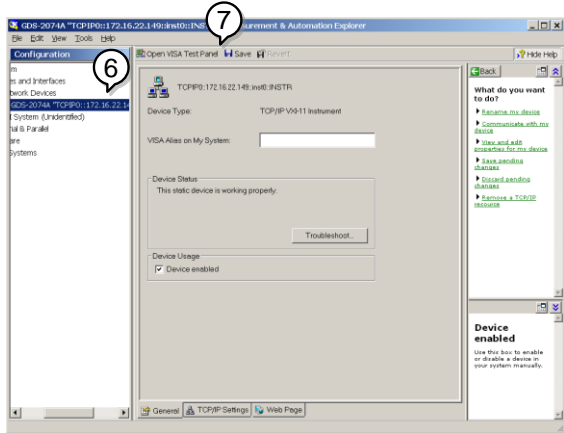 GDS-2074A "TCPIP0::172.16.22.149::inst0::INSTR" - Measurement & Automation Explorer
7
File Edit View Tools Help
Configuration
6
Open VISA Test Panel Save Revert
Hide Help
m
es and Interfaces
twork Devices
GDS-2074A "TCPIP0::172.16.22.14
t System (Unidentified)
rial & Parallel
are
Systems
TCPIP0::172.16.22.149::inst0::INSTR
Device Type: TCP/IP VXI-11 Instrument
VISA Alias on My System:
Device Status
This static device is working properly.
Troubleshoot...
Device Usage
Device enabled
General TCP/IP Settings Web Page
Back
What do you want
to do?
Rename my device
Communicate with my
device
View and edit
properties for my device
Save pending
changes
Discard pending
changes
Remove a TCP/IP
resource
Device
enabled
Use this box to enable
or disable a device in
your system manually.